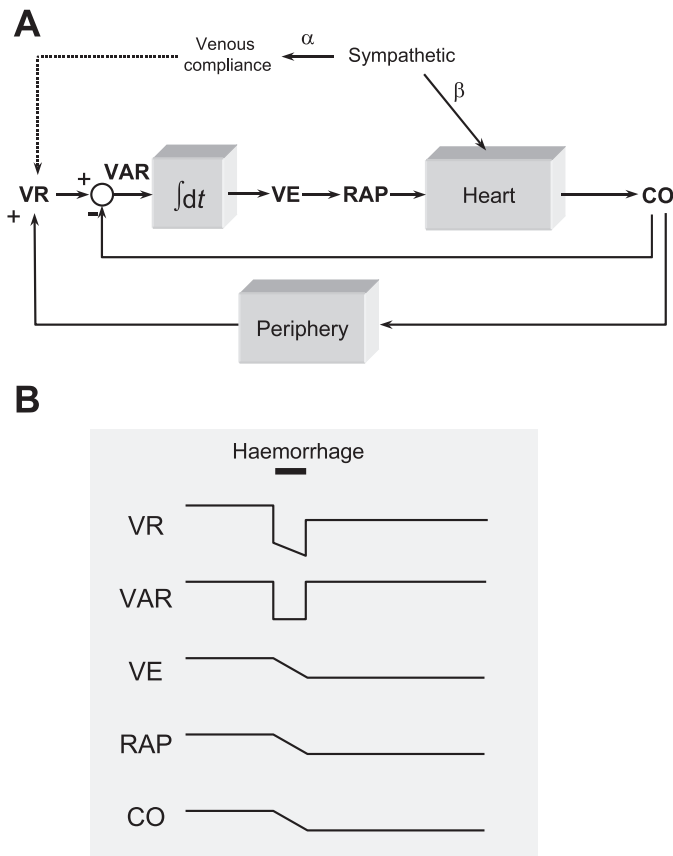 A
Venous
compliance
α
Sympathetic
β
VR
+
+
-
VAR
∫dt
VE
RAP
Heart
CO
Periphery
B
Haemorrhage
VR
VAR
VE
RAP
CO